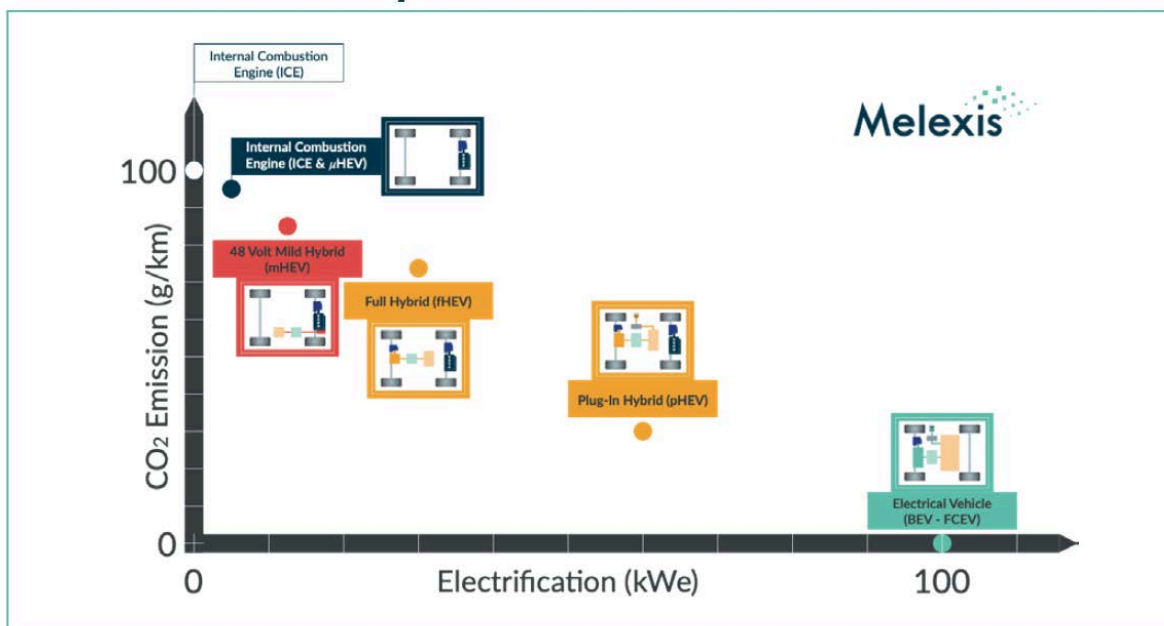 Internal Combustion
Engine (ICE)
Melexis
Internal Combustion
Engine (ICE & μHEV)
100
48 Volt Mild Hybrid
(mHEV)
Full Hybrid (fHEV)
Plug-In Hybrid (pHEV)
Electrical Vehicle
(BEV - FCEV)
CO₂ Emission (g/km)
0
0
Electrification (kWe)
100